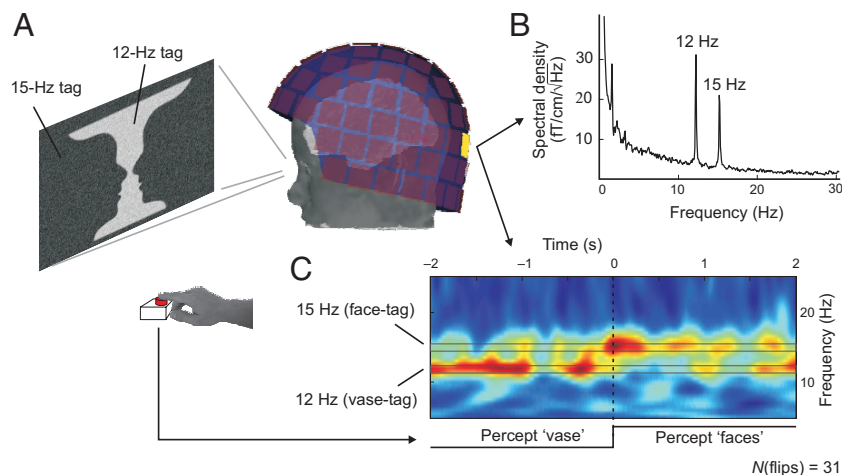 A
12-Hz tag
15-Hz tag
B
Spectral density
(fT/cm/√Hz)
40
30
20
10
12 Hz
15 Hz
0
10
20
30
Frequency (Hz)
C
Time (s)
−2
−1
0
1
2
15 Hz (face-tag)
12 Hz (vase-tag)
20
10
Frequency (Hz)
Percept ‘vase’
Percept ‘faces’
N(flips) = 31